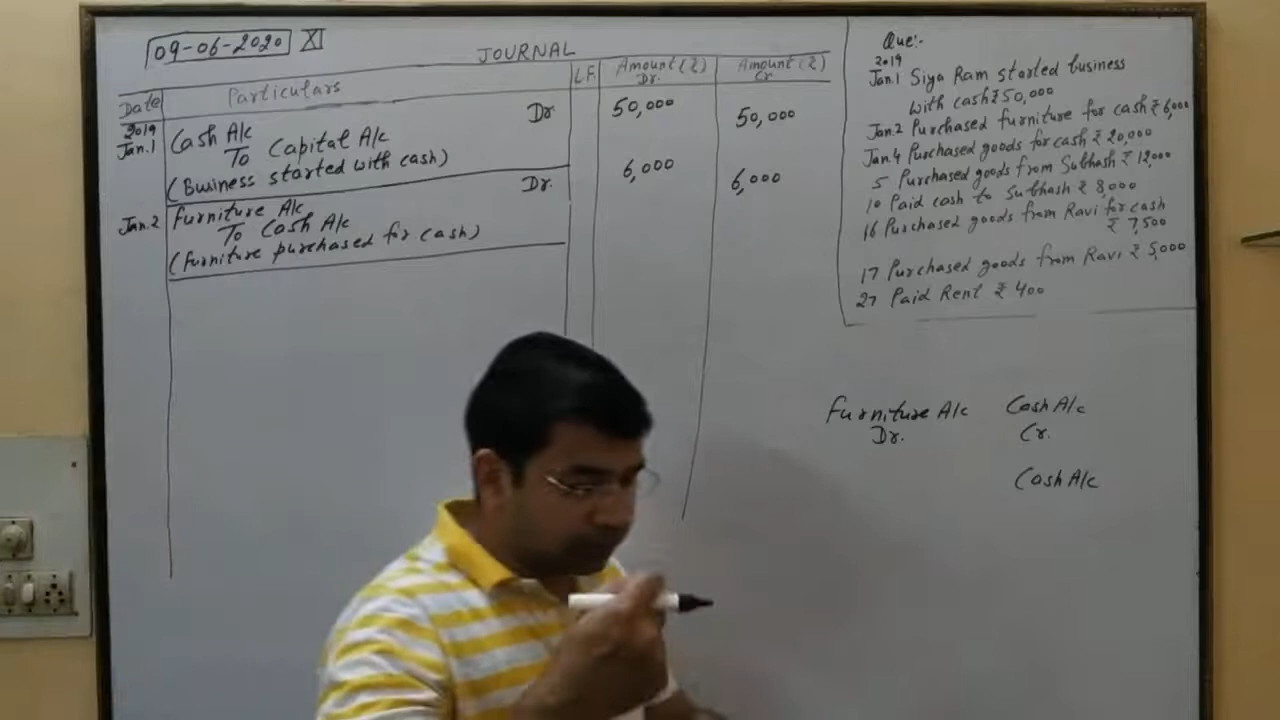 09-06-2020 XI
JOURNAL
Date Particulars L.F. Amount (₹) Dr. Amount (₹) Cr
2019
Jan.1 Cash A/c Dr 50,000 50,000
To Capital A/c
(Business started with cash)
Jan.2 Furniture A/c Dr. 6,000 6,000
To Cash A/c
(Furniture purchased for cash)
Que:-
2019
Jan.1 Siya Ram started business
with cash ₹50,000
Jan.2 Purchased furniture for cash ₹ 6,000
Jan.4 Purchased goods for cash ₹ 20,000
5 Purchased goods from Subhash ₹ 12,000
10 Paid cash to Subhash ₹ 8,000
16 Purchased goods from Ravi for cash
₹ 7,500
17 Purchased goods from Ravi ₹ 5,000
27 Paid Rent ₹ 400
Furniture A/c Cash A/c
Dr. Cr.
Cash A/c